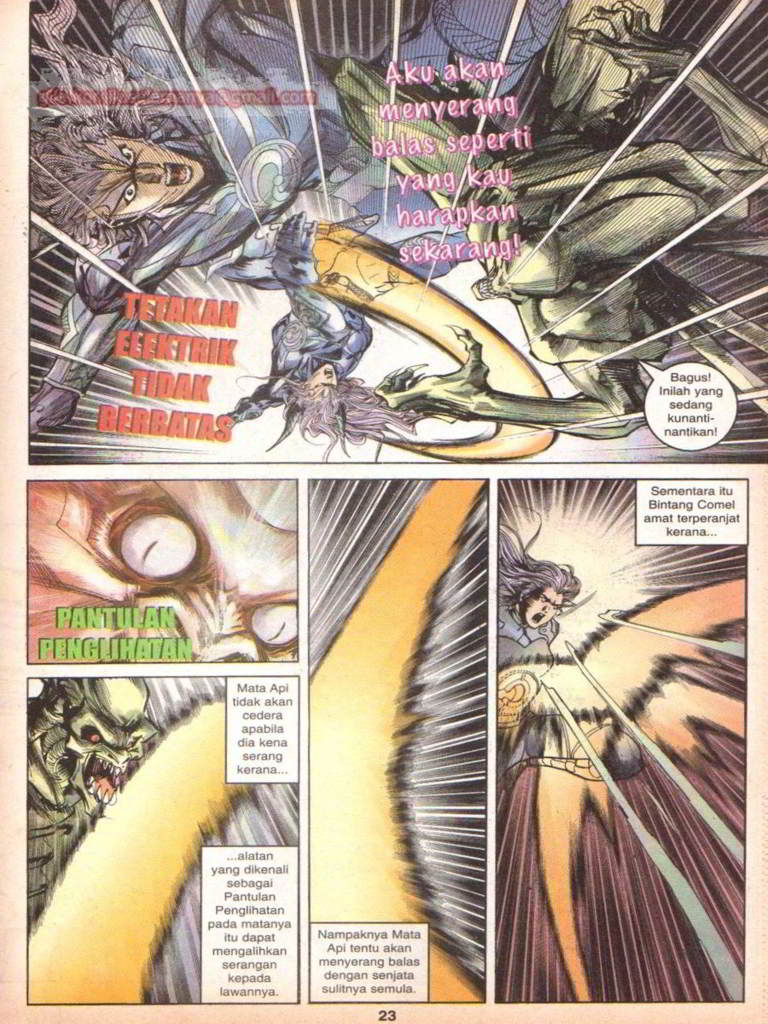 Aku akan
menyerang
balas seperti
yang kau
harapkan
sekarang!
TETAKAN
ELEKTRIK
TIDAK
BERBATAS
Bagus!
Inilah yang
sedang
kunanti-
nantikan!
PANTULAN
PENGLIHATAN
Mata Api
tidak akan
cedera
apabila
dia kena
serang
kerana...
...alatan
yang dikenali
sebagai
Pantulan
Penglihatan
pada matanya
itu dapat
mengalihkan
serangan
kepada
lawannya.
Nampaknya Mata
Api tentu akan
menyerang balas
dengan senjata
sulitnya semula.
Sementara itu
Bintang Comel
amat terperanjat
kerana...
23